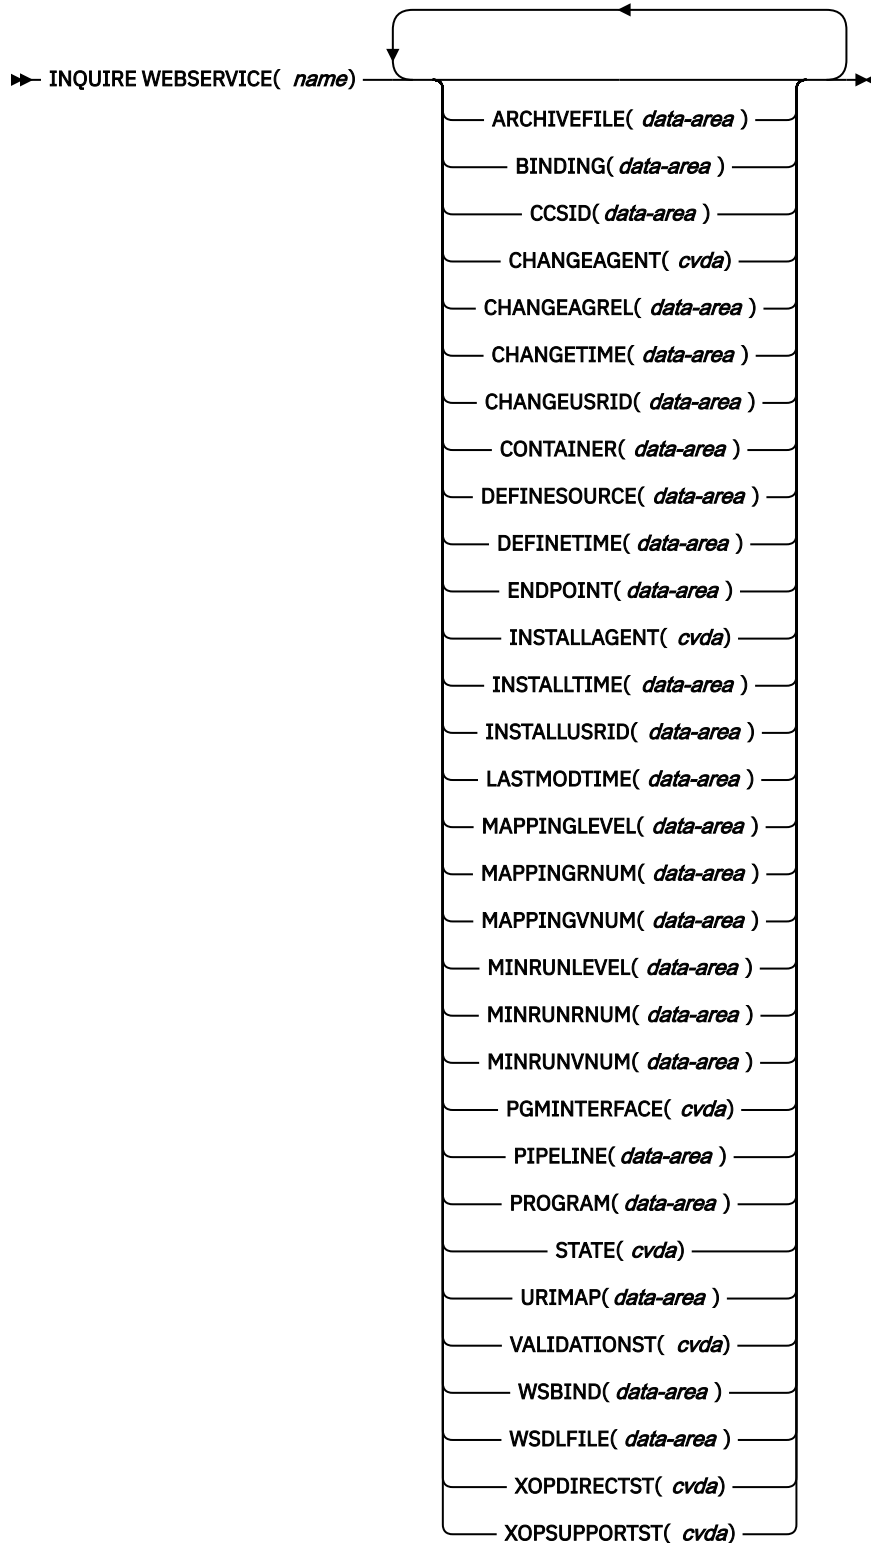 INQUIRE WEBSERVICE( name)
ARCHIVEFILE( data-area )
BINDING( data-area )
CCSID( data-area )
CHANGEAGENT( cvda)
CHANGEAGREL( data-area )
CHANGETIME( data-area )
CHANGEUSRID( data-area )
CONTAINER( data-area )
DEFINESOURCE( data-area )
DEFINETIME( data-area )
ENDPOINT( data-area )
INSTALLAGENT( cvda)
INSTALLTIME( data-area )
INSTALLUSRID( data-area )
LASTMODTIME( data-area )
MAPPINGLEVEL( data-area )
MAPPINGRNUM( data-area )
MAPPINGVNUM( data-area )
MINRUNLEVEL( data-area )
MINRUNRNUM( data-area )
MINRUNVNUM( data-area )
PGMINTERFACE( cvda)
PIPELINE( data-area )
PROGRAM( data-area )
STATE( cvda)
URIMAP( data-area )
VALIDATIONST( cvda)
WSBIND( data-area )
WSDLFILE( data-area )
XOPDIRECTST( cvda)
XOPSUPPORTST( cvda)